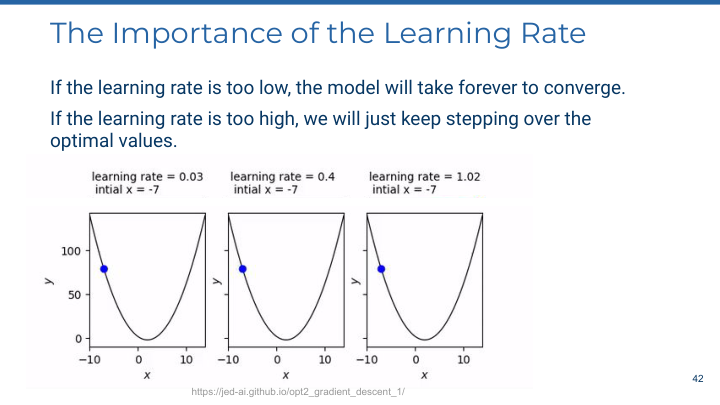 The Importance of the Learning Rate
If the learning rate is too low, the model will take forever to converge.
If the learning rate is too high, we will just keep stepping over the
optimal values.
learning rate = 0.03
intial x = -7
learning rate = 0.4
intial x = -7
learning rate = 1.02
intial x = -7
100
50
0
y
−10 0 10
x
y
−10 0 10
x
y
−10 0 10
x
42
https://jed-ai.github.io/opt2_gradient_descent_1/